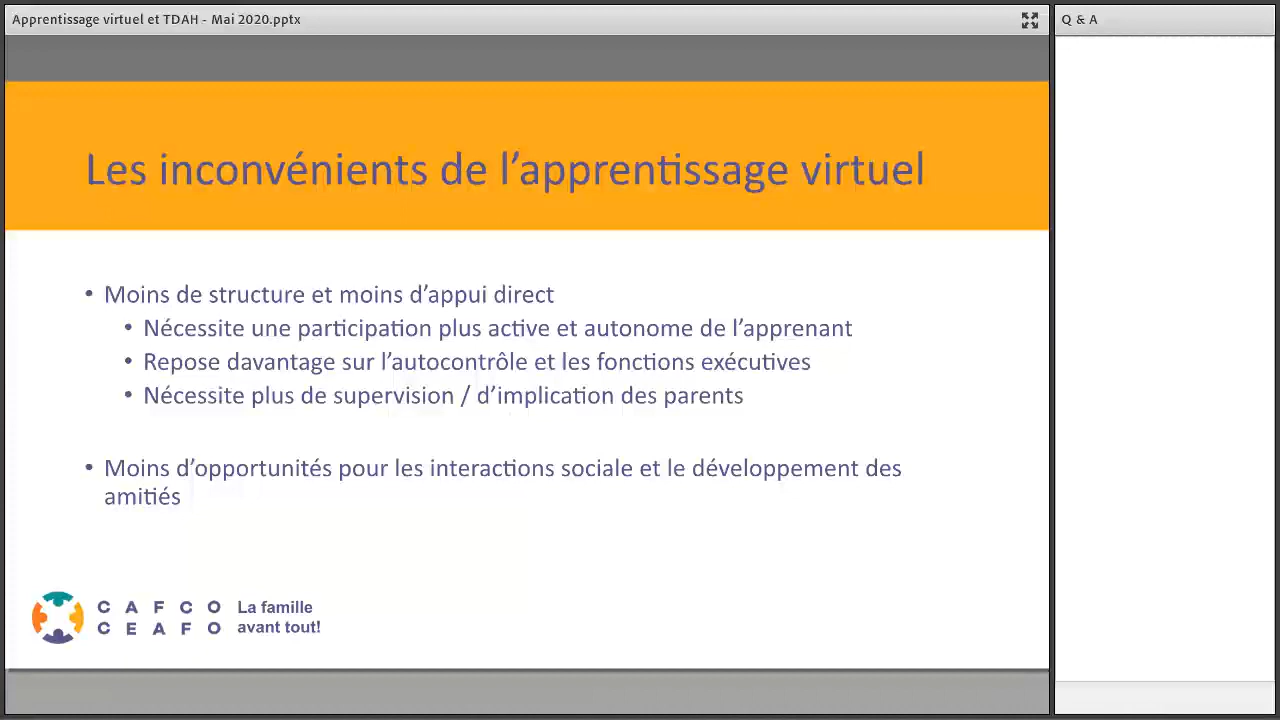 Apprentissage virtuel et TDAH - Mai 2020.pptx
Q & A
Les inconvénients de l’apprentissage virtuel
• Moins de structure et moins d’appui direct
• Nécessite une participation plus active et autonome de l’apprenant
• Repose davantage sur l’autocontrôle et les fonctions exécutives
• Nécessite plus de supervision / d’implication des parents
• Moins d’opportunités pour les interactions sociale et le développement des
amitiés
CAFCO
CEAFO
La famille
avant tout!